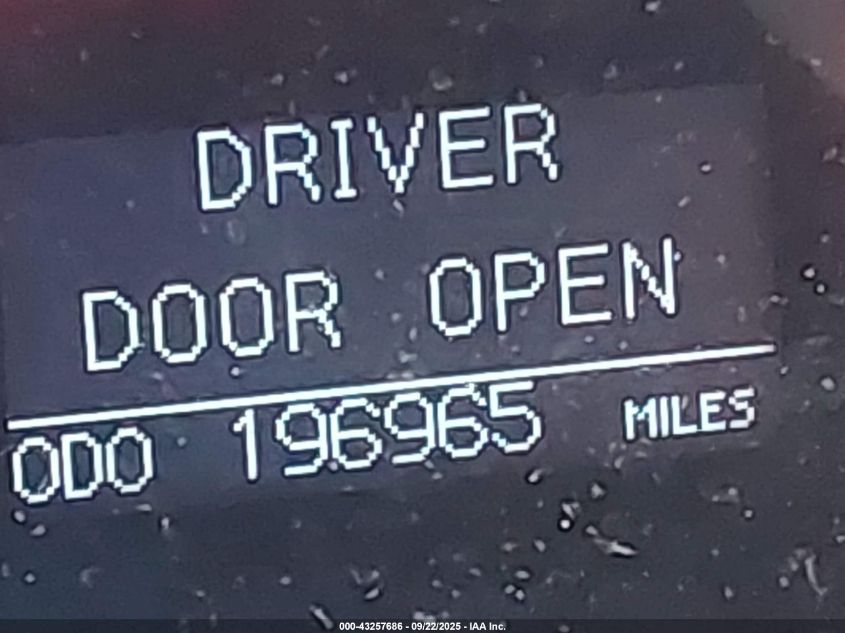 DRIVER
DOOR OPEN
ODO 196965 MILES
000-43257686 - 09/22/2025 - IAA Inc.